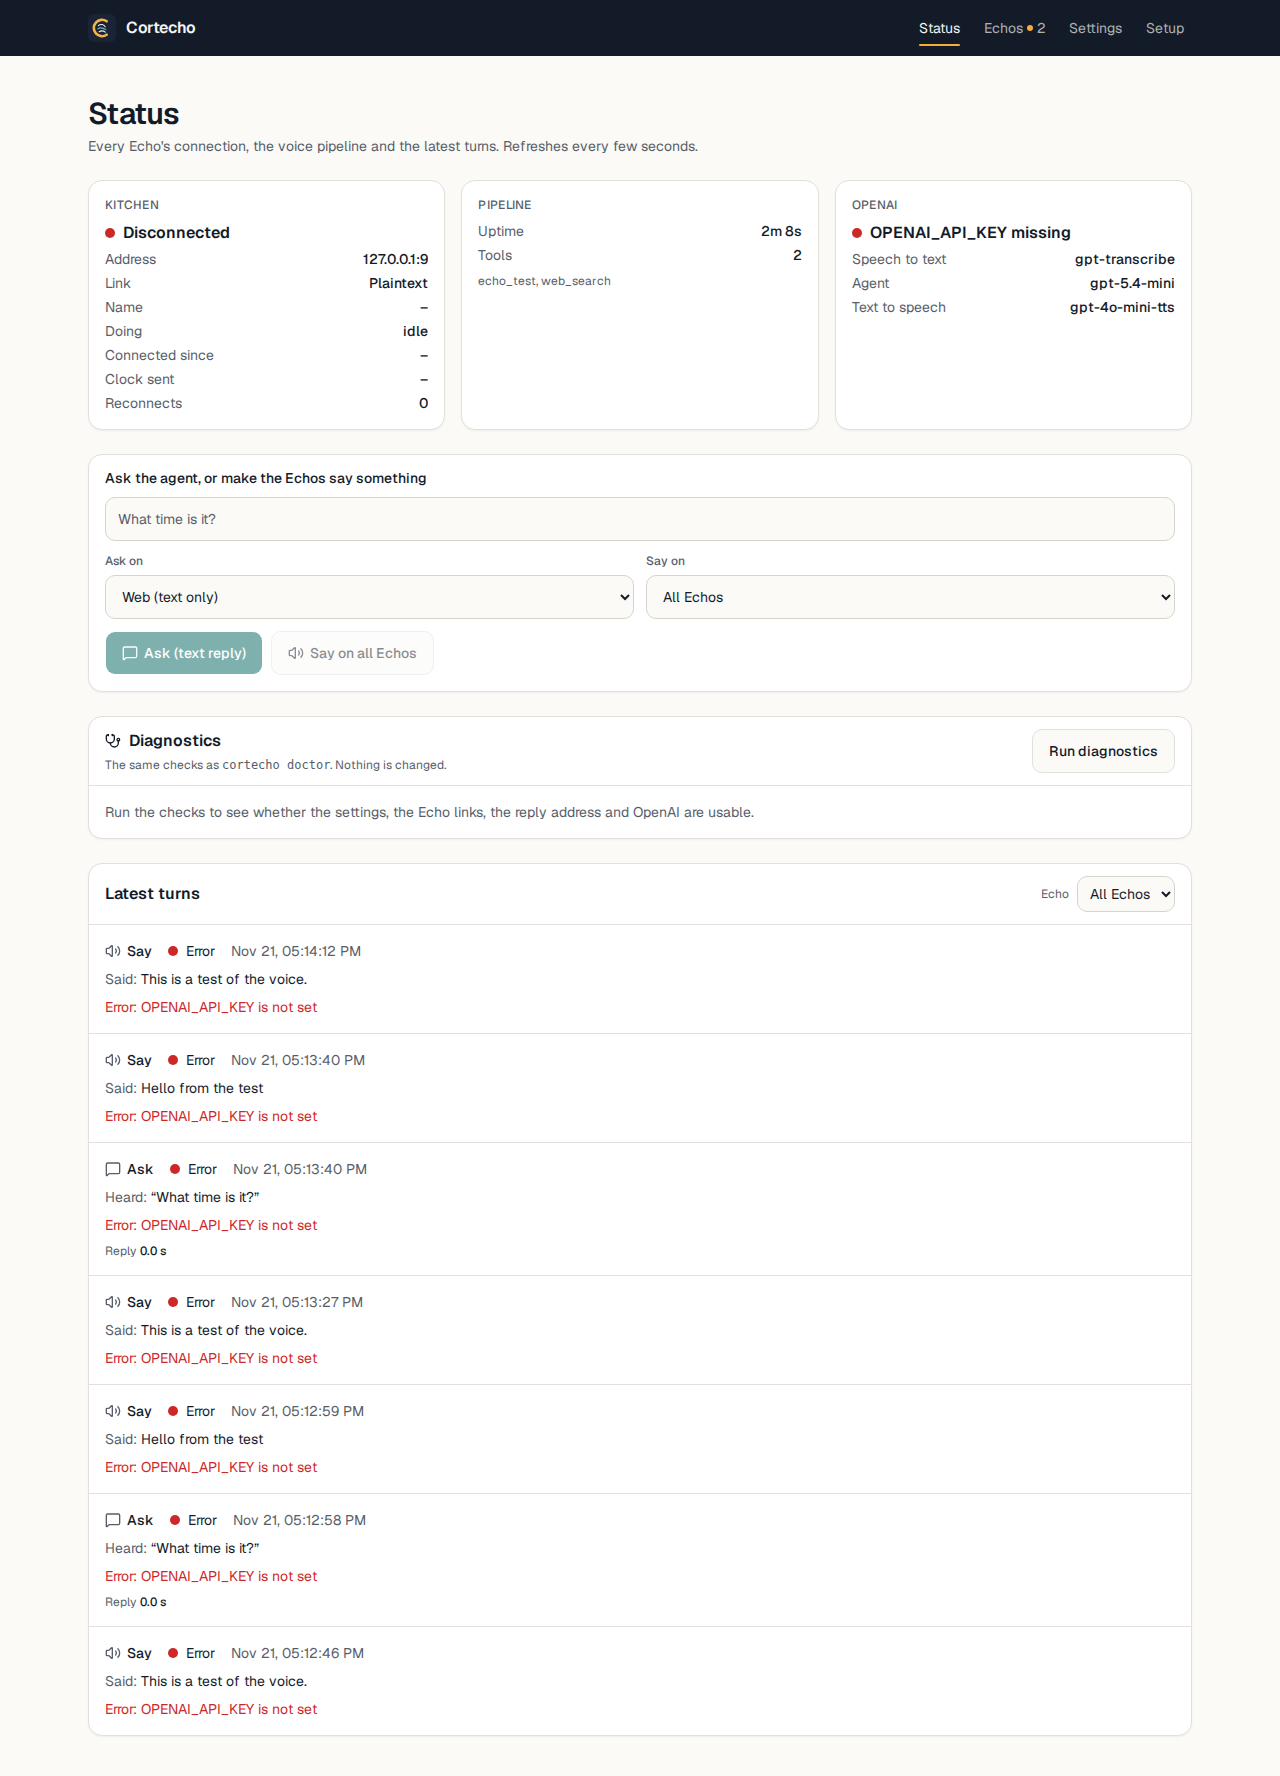 Cortecho
Status
Echos 2
Settings
Setup
Status
Every Echo's connection, the voice pipeline and the latest turns. Refreshes every few seconds.
KITCHEN
Disconnected
Address 127.0.0.1:9
Link Plaintext
Name –
Doing idle
Connected since –
Clock sent –
Reconnects 0
PIPELINE
Uptime 2m 8s
Tools 2
echo_test, web_search
OPENAI
OPENAI_API_KEY missing
Speech to text gpt-transcribe
Agent gpt-5.4-mini
Text to speech gpt-4o-mini-tts
Ask the agent, or make the Echos say something
What time is it?
Ask on
Web (text only)
Say on
All Echos
Ask (text reply)
Say on all Echos
Diagnostics
The same checks as cortecho doctor. Nothing is changed.
Run diagnostics
Run the checks to see whether the settings, the Echo links, the reply address and OpenAI are usable.
Latest turns
Echo All Echos
Say Error Nov 21, 05:14:12 PM
Said: This is a test of the voice.
Error: OPENAI_API_KEY is not set
Say Error Nov 21, 05:13:40 PM
Said: Hello from the test
Error: OPENAI_API_KEY is not set
Ask Error Nov 21, 05:13:40 PM
Heard: “What time is it?”
Error: OPENAI_API_KEY is not set
Reply 0.0 s
Say Error Nov 21, 05:13:27 PM
Said: This is a test of the voice.
Error: OPENAI_API_KEY is not set
Say Error Nov 21, 05:12:59 PM
Said: Hello from the test
Error: OPENAI_API_KEY is not set
Ask Error Nov 21, 05:12:58 PM
Heard: “What time is it?”
Error: OPENAI_API_KEY is not set
Reply 0.0 s
Say Error Nov 21, 05:12:46 PM
Said: This is a test of the voice.
Error: OPENAI_API_KEY is not set